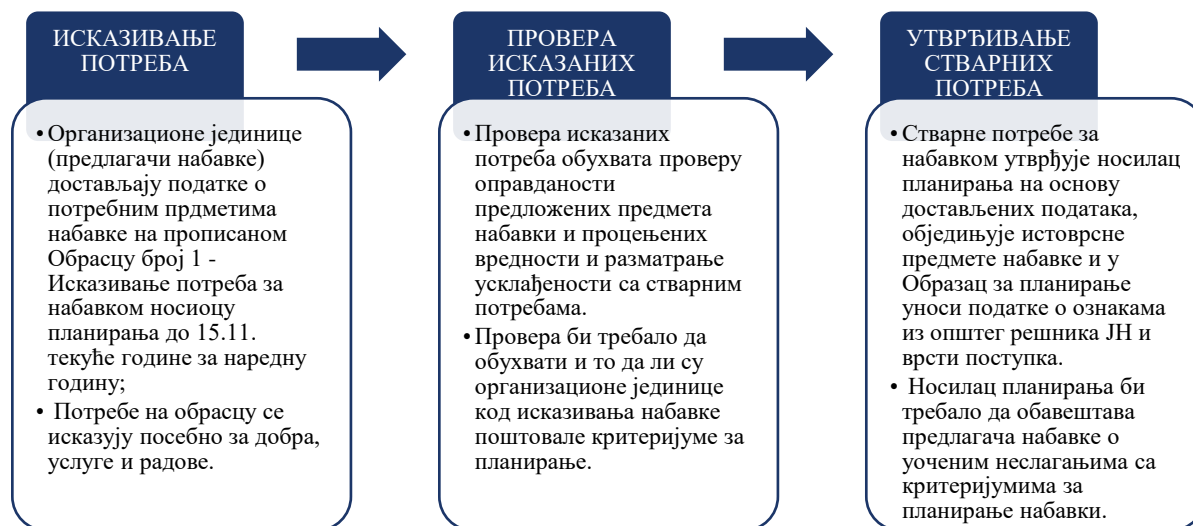 ИСКАЗИВАЊЕ
ПОТРЕБА
•Организационе јединице
(предлагачи набавке)
достављају податке о
потребним прдметима
набавке на прописаном
Обрасцу број 1 -
Исказивање потреба за
набавком носиоцу
планирања до 15.11.
текуће године за наредну
годину;
• Потребе на обрасцу се
исказују посебно за добра,
услуге и радове.
ПРОВЕРА
ИСКАЗАНИХ
ПОТРЕБА
•Провера исказаних
потреба обухвата проверу
оправданости
предложених предмета
набавки и процењених
вредности и разматрање
усклађености са стварним
потребама.
•Провера би требало да
обухвати и то да ли су
организационе јединице
код исказивања набавке
поштовале критеријуме за
планирање.
УТВРЂИВАЊЕ
СТВАРНИХ
ПОТРЕБА
•Стварне потребе за
набавком утврђује носилац
планирања на основу
достављених података,
обједињује истоврсне
предмете набавке и у
Образац за планирање
уноси податке о ознакама
из општег решника ЈН и
врсти поступка.
• Носилац планирања би
требало да обавештава
предлагача набавке о
уоченим неслагањима са
критеријумима за
планирање набавки.